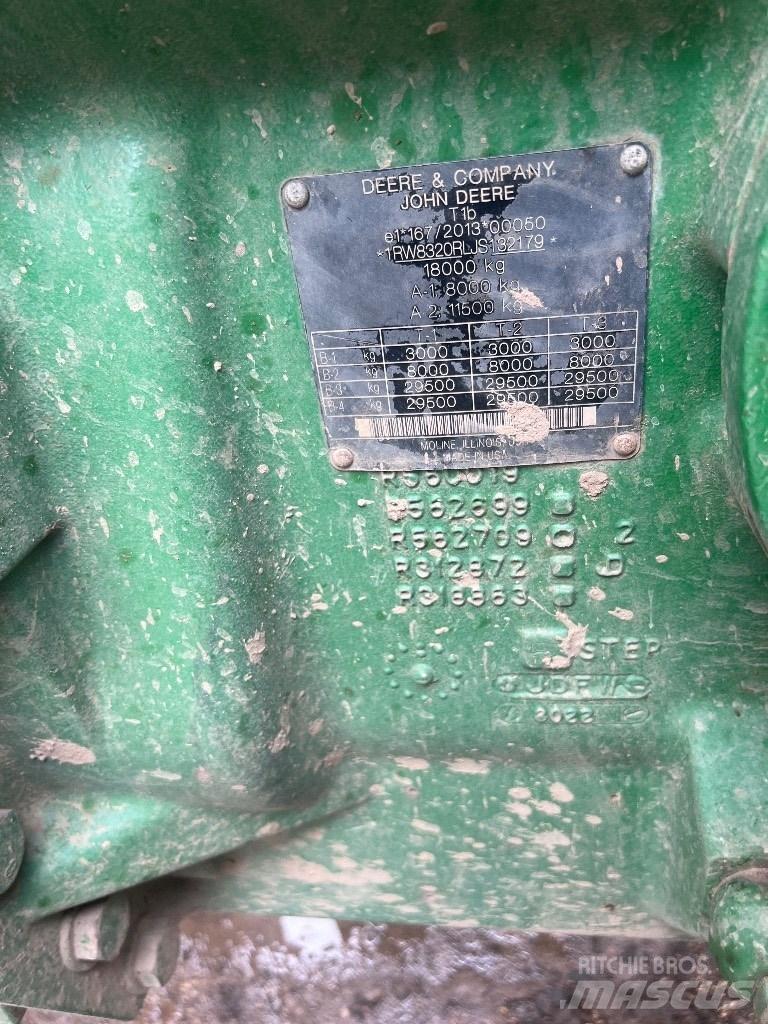 DEERE & COMPANY
JOHN DEERE
T1b
e1*167/2013*00050
*1RW8320RLJS132179*
18000 kg
A-1: 8000 kg
A-2: 11500 kg
T-1 T-2 T-3
B-1 kg 3000 3000 3000
B-2 kg 8000 8000 8000
B-3 kg 29500 29500 29500
B-4 kg 29500 29500 29500
MOLINE, ILLINOIS
MADE IN USA
R562699
R562709 2
R312872
STEP
JDFW
RITCHIE BROS.
MASCUS